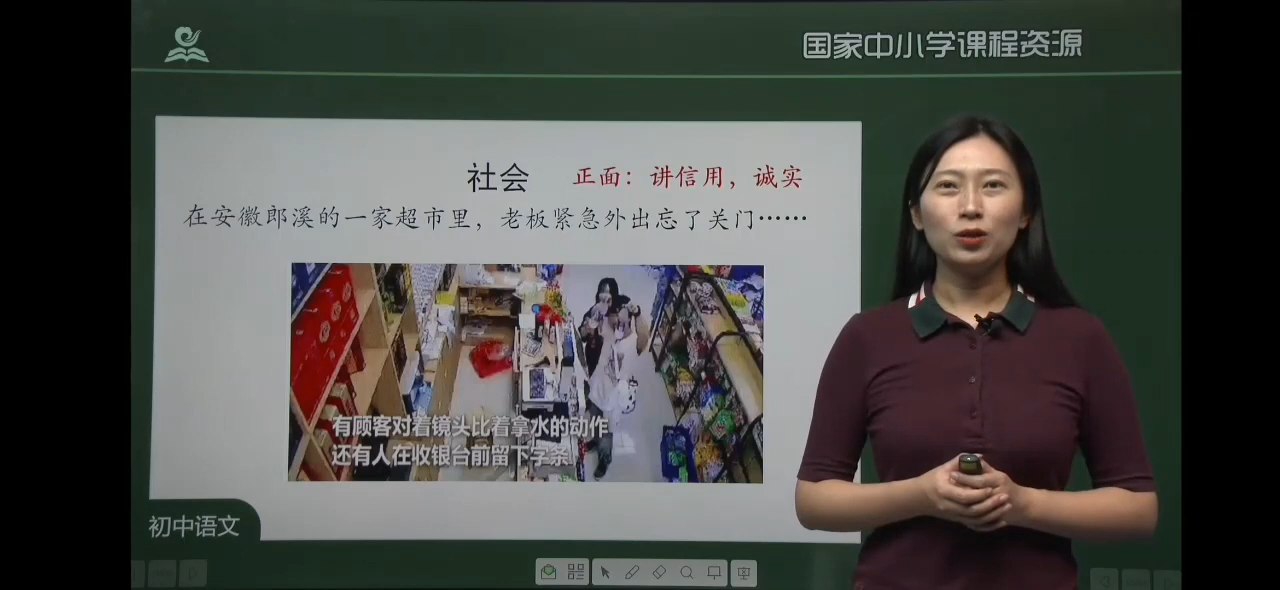 国家中小学课程资源
社会 正面：讲信用，诚实
在安徽郎溪的一家超市里，老板紧急外出忘了关门……
有顾客对着镜头比着拿水的动作
还有人在收银台前留下字条
初中语文